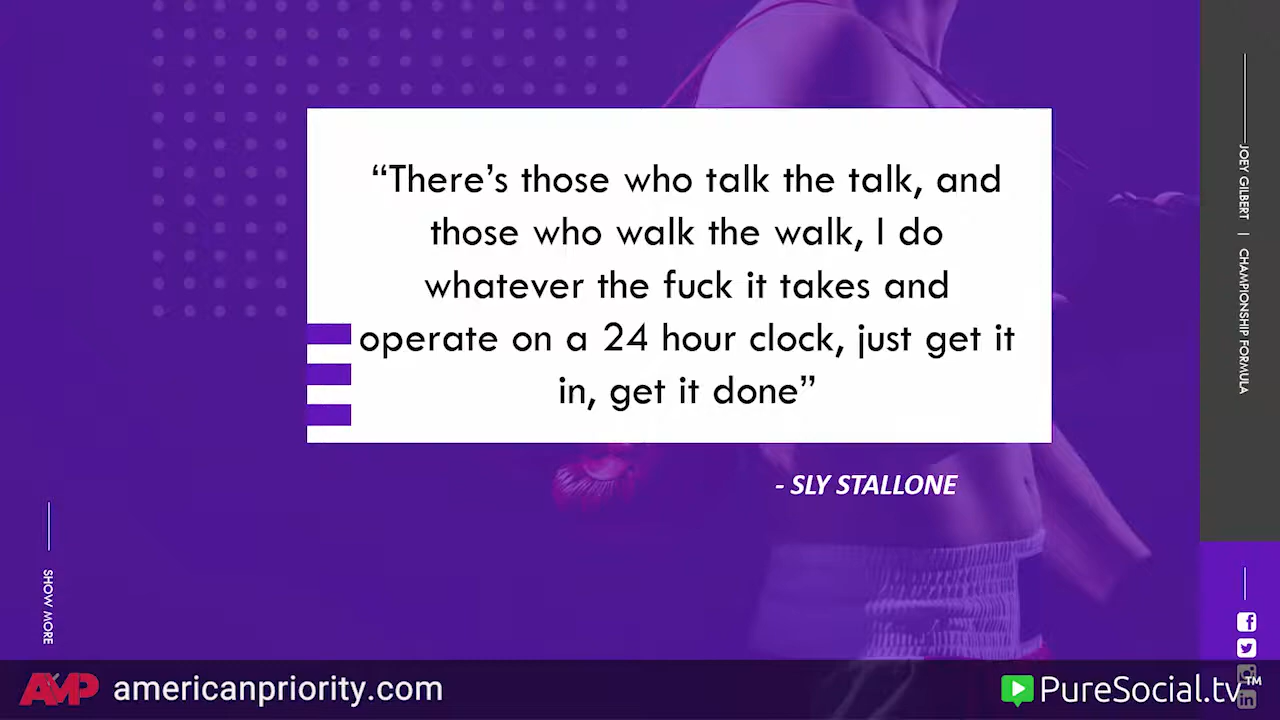 “There’s those who talk the talk, and
those who walk the walk, I do
whatever the fuck it takes and
operate on a 24 hour clock, just get it
in, get it done”
- SLY STALLONE
JOEY GILBERT | CHAMPIONSHIP FORMULA
SHOW MORE
AMP americanpriority.com
PureSocial.tv™